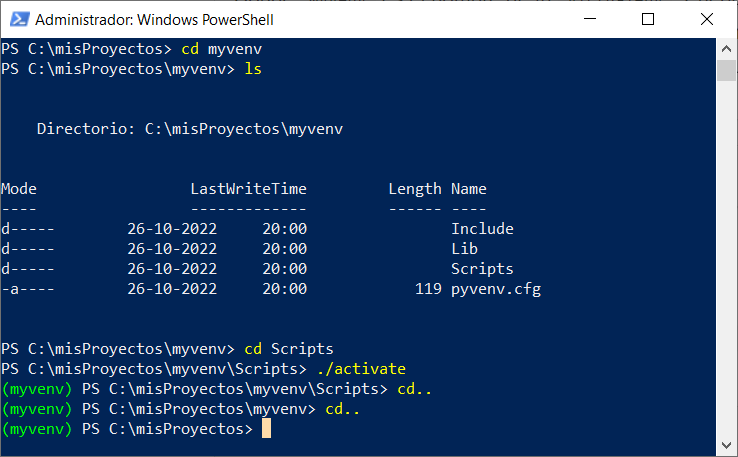 Administrador: Windows PowerShell
PS C:\misProyectos> cd myvenv
PS C:\misProyectos\myvenv> ls
Directorio: C:\misProyectos\myvenv
Mode                 LastWriteTime         Length Name
----                 -------------         ------ ----
d-----        26-10-2022     20:00                Include
d-----        26-10-2022     20:00                Lib
d-----        26-10-2022     20:00                Scripts
-a----        26-10-2022     20:00            119 pyvenv.cfg
PS C:\misProyectos\myvenv> cd Scripts
PS C:\misProyectos\myvenv\Scripts> ./activate
(myvenv) PS C:\misProyectos\myvenv\Scripts> cd..
(myvenv) PS C:\misProyectos\myvenv> cd..
(myvenv) PS C:\misProyectos>